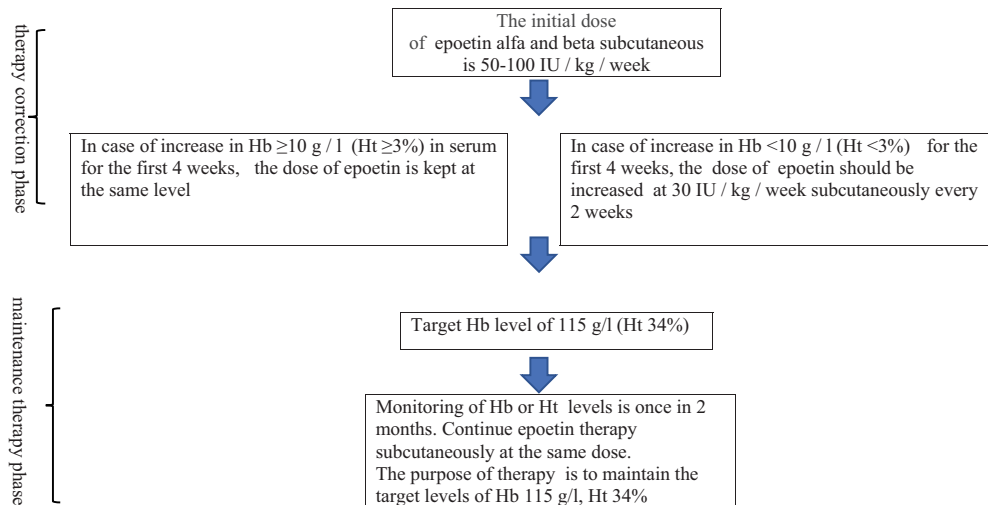 therapy correction phase
The initial dose
of epoetin alfa and beta subcutaneous
is 50-100 IU / kg / week
In case of increase in Hb ≥10 g / l (Ht ≥3%) in serum
for the first 4 weeks, the dose of epoetin is kept at
the same level
In case of increase in Hb <10 g / l (Ht <3%) for the
first 4 weeks, the dose of epoetin should be
increased at 30 IU / kg / week subcutaneously every
2 weeks
maintenance therapy phase
Target Hb level of 115 g/l (Ht 34%)
Monitoring of Hb or Ht levels is once in 2
months. Continue epoetin therapy
subcutaneously at the same dose.
The purpose of therapy is to maintain the
target levels of Hb 115 g/l, Ht 34%